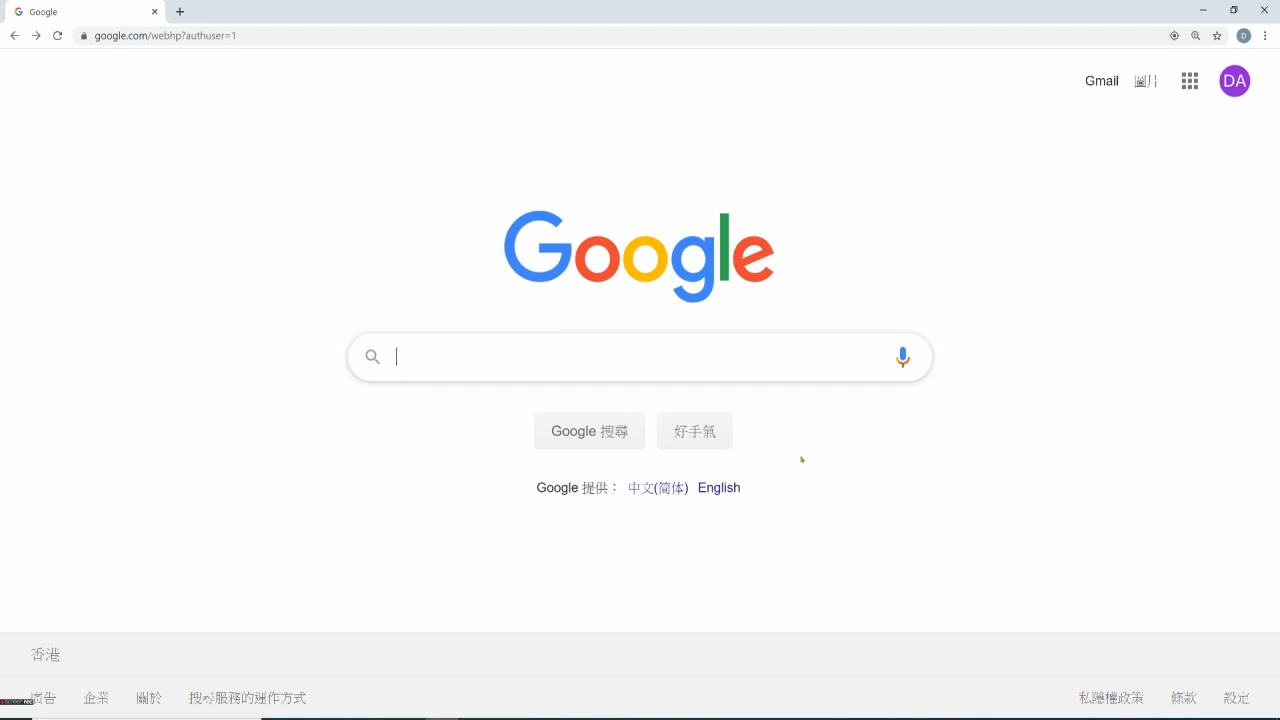 Google
google.com/webhp?authuser=1
D
Gmail 圖片 DA
Google
Google 搜尋 好手氣
Google 提供： 中文(简体) English
香港
廣告 企業 關於 搜尋服務的運作方式 私隱權政策 條款 設定
screen rec